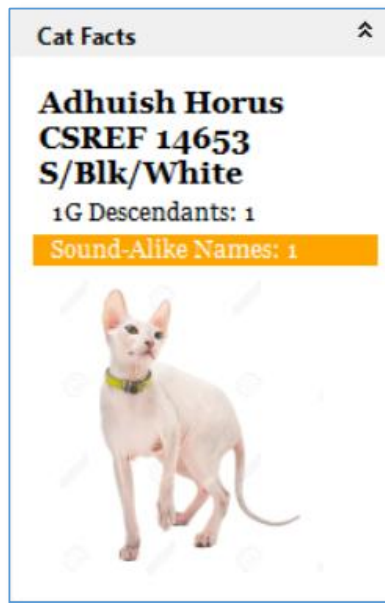 Cat Facts
Adhuish Horus
CSREF 14653
S/Blk/White
1G Descendants: 1
Sound-Alike Names: 1